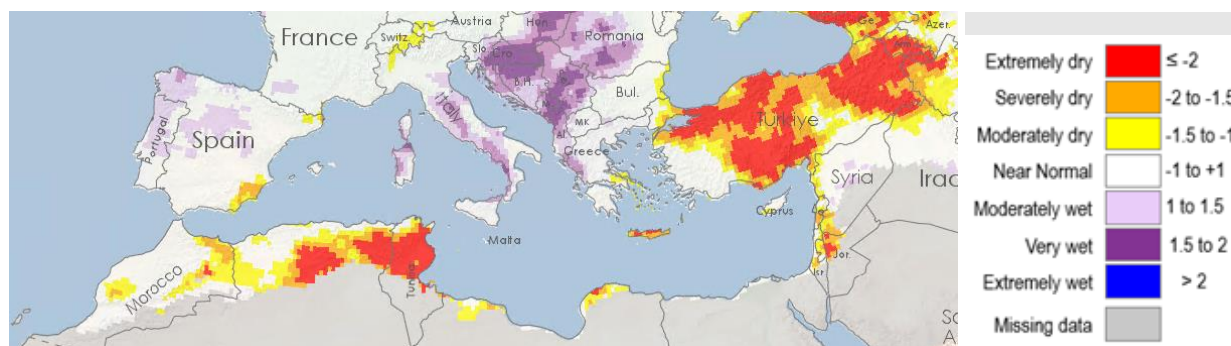 France
Switz.
Austria
Slo.
Cro.
Hun.
Romania
B.H.
Italy
Bul.
MK
Al
Greece
Portugal
Spain
Türkiye
Ge.
Azer.
Cyprus
Syria
Iraq
Malta
Morocco
Isr.
Jor.
Extremely dry ≤ -2
Severely dry -2 to -1.5
Moderately dry -1.5 to -1
Near Normal -1 to +1
Moderately wet 1 to 1.5
Very wet 1.5 to 2
Extremely wet > 2
Missing data